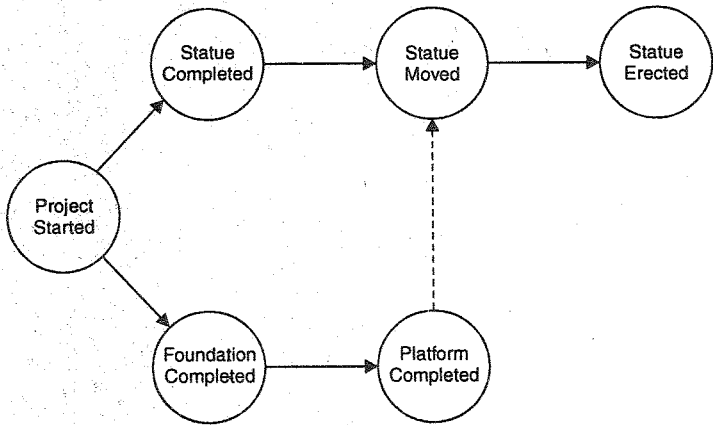 Statue
Completed
Statue
Moved
Statue
Erected
Project
Started
Foundation
Completed
Platform
Completed